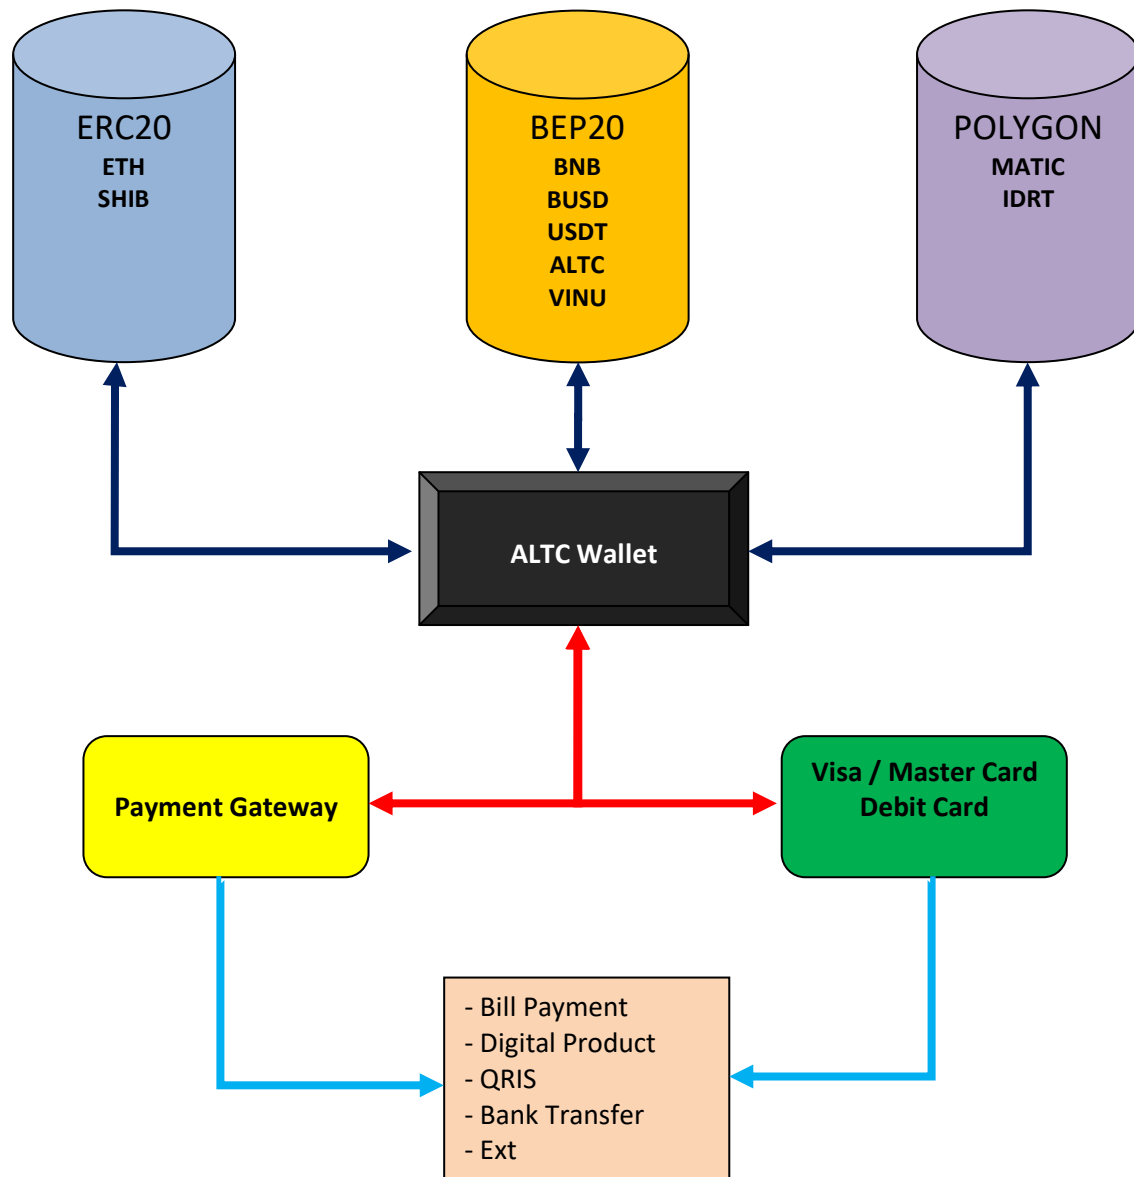 ERC20
ETH
SHIB
BEP20
BNB
BUSD
USDT
ALTC
VINU
POLYGON
MATIC
IDRT
ALTC Wallet
Payment Gateway
Visa / Master Card
Debit Card
- Bill Payment
- Digital Product
- QRIS
- Bank Transfer
- Ext